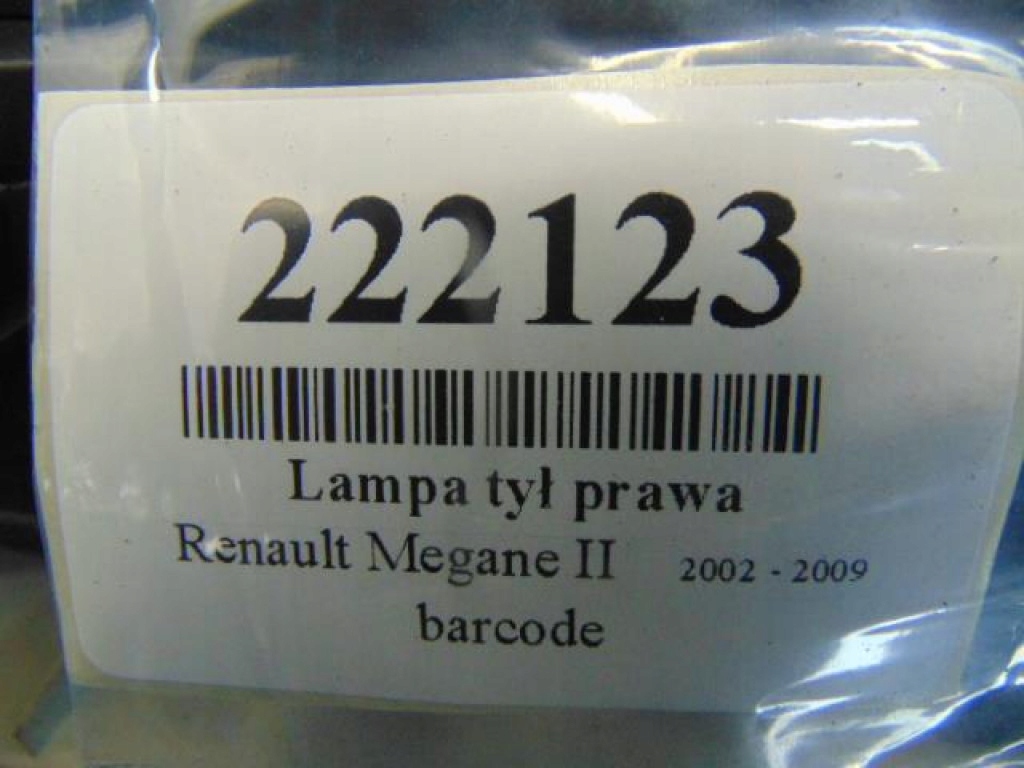 222123
Lampa tył prawa
Renault Megane II 2002 - 2009
barcode